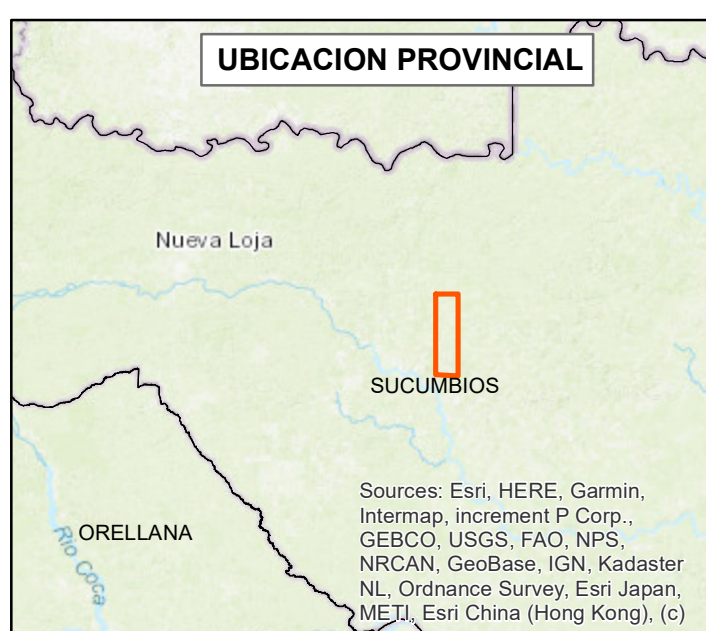 UBICACION PROVINCIAL
Nueva Loja
SUCUMBIOS
ORELLANA
Rio Coca
Sources: Esri, HERE, Garmin,
Intermap, increment P Corp.,
GEBCO, USGS, FAO, NPS,
NRCAN, GeoBase, IGN, Kadaster
NL, Ordnance Survey, Esri Japan,
METI, Esri China (Hong Kong), (c)